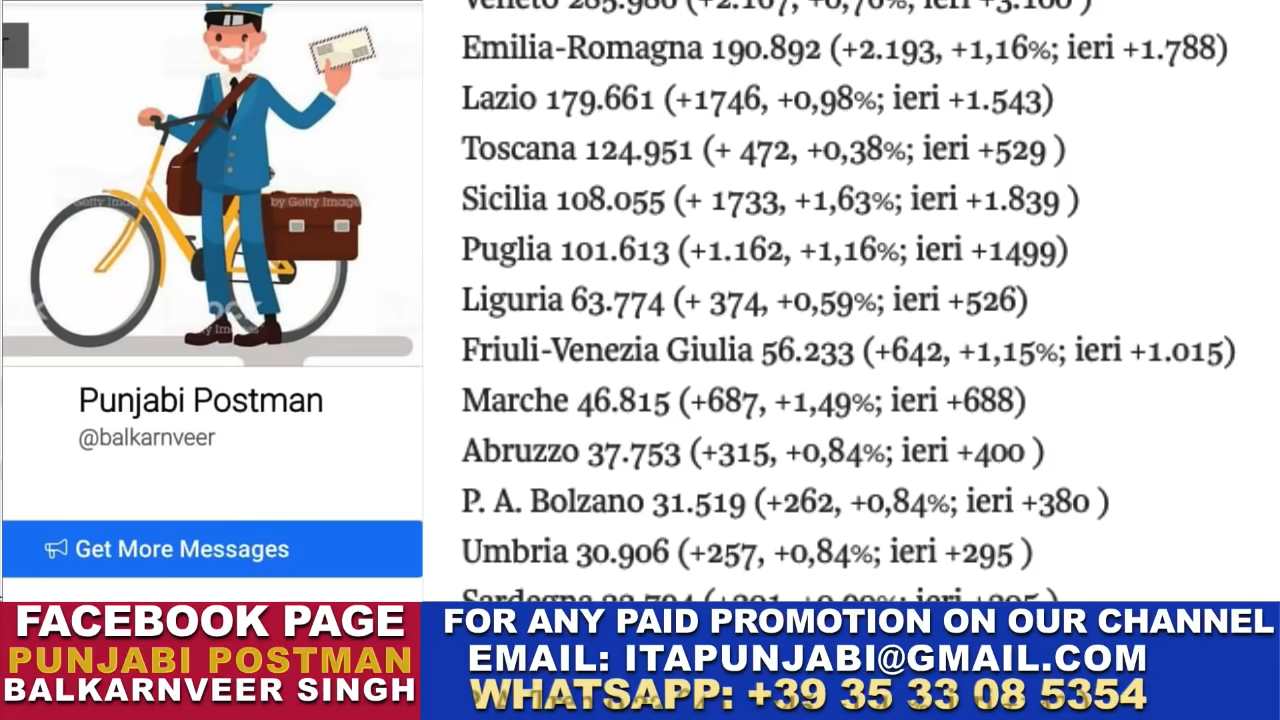 Punjabi Postman
@balkarnveer
Get More Messages
FACEBOOK PAGE
PUNJABI POSTMAN
BALKARNVEER SINGH
Emilia-Romagna 190.892 (+2.193, +1,16%; ieri +1.788)
Lazio 179.661 (+1746, +0,98%; ieri +1.543)
Toscana 124.951 (+ 472, +0,38%; ieri +529 )
Sicilia 108.055 (+ 1733, +1,63%; ieri +1.839 )
Puglia 101.613 (+1.162, +1,16%; ieri +1499)
Liguria 63.774 (+ 374, +0,59%; ieri +526)
Friuli-Venezia Giulia 56.233 (+642, +1,15%; ieri +1.015)
Marche 46.815 (+687, +1,49%; ieri +688)
Abruzzo 37.753 (+315, +0,84%; ieri +400 )
P. A. Bolzano 31.519 (+262, +0,84%; ieri +380 )
Umbria 30.906 (+257, +0,84%; ieri +295 )
FOR ANY PAID PROMOTION ON OUR CHANNEL
EMAIL: ITAPUNJABI@GMAIL.COM
WHATSAPP: +39 35 33 08 5354